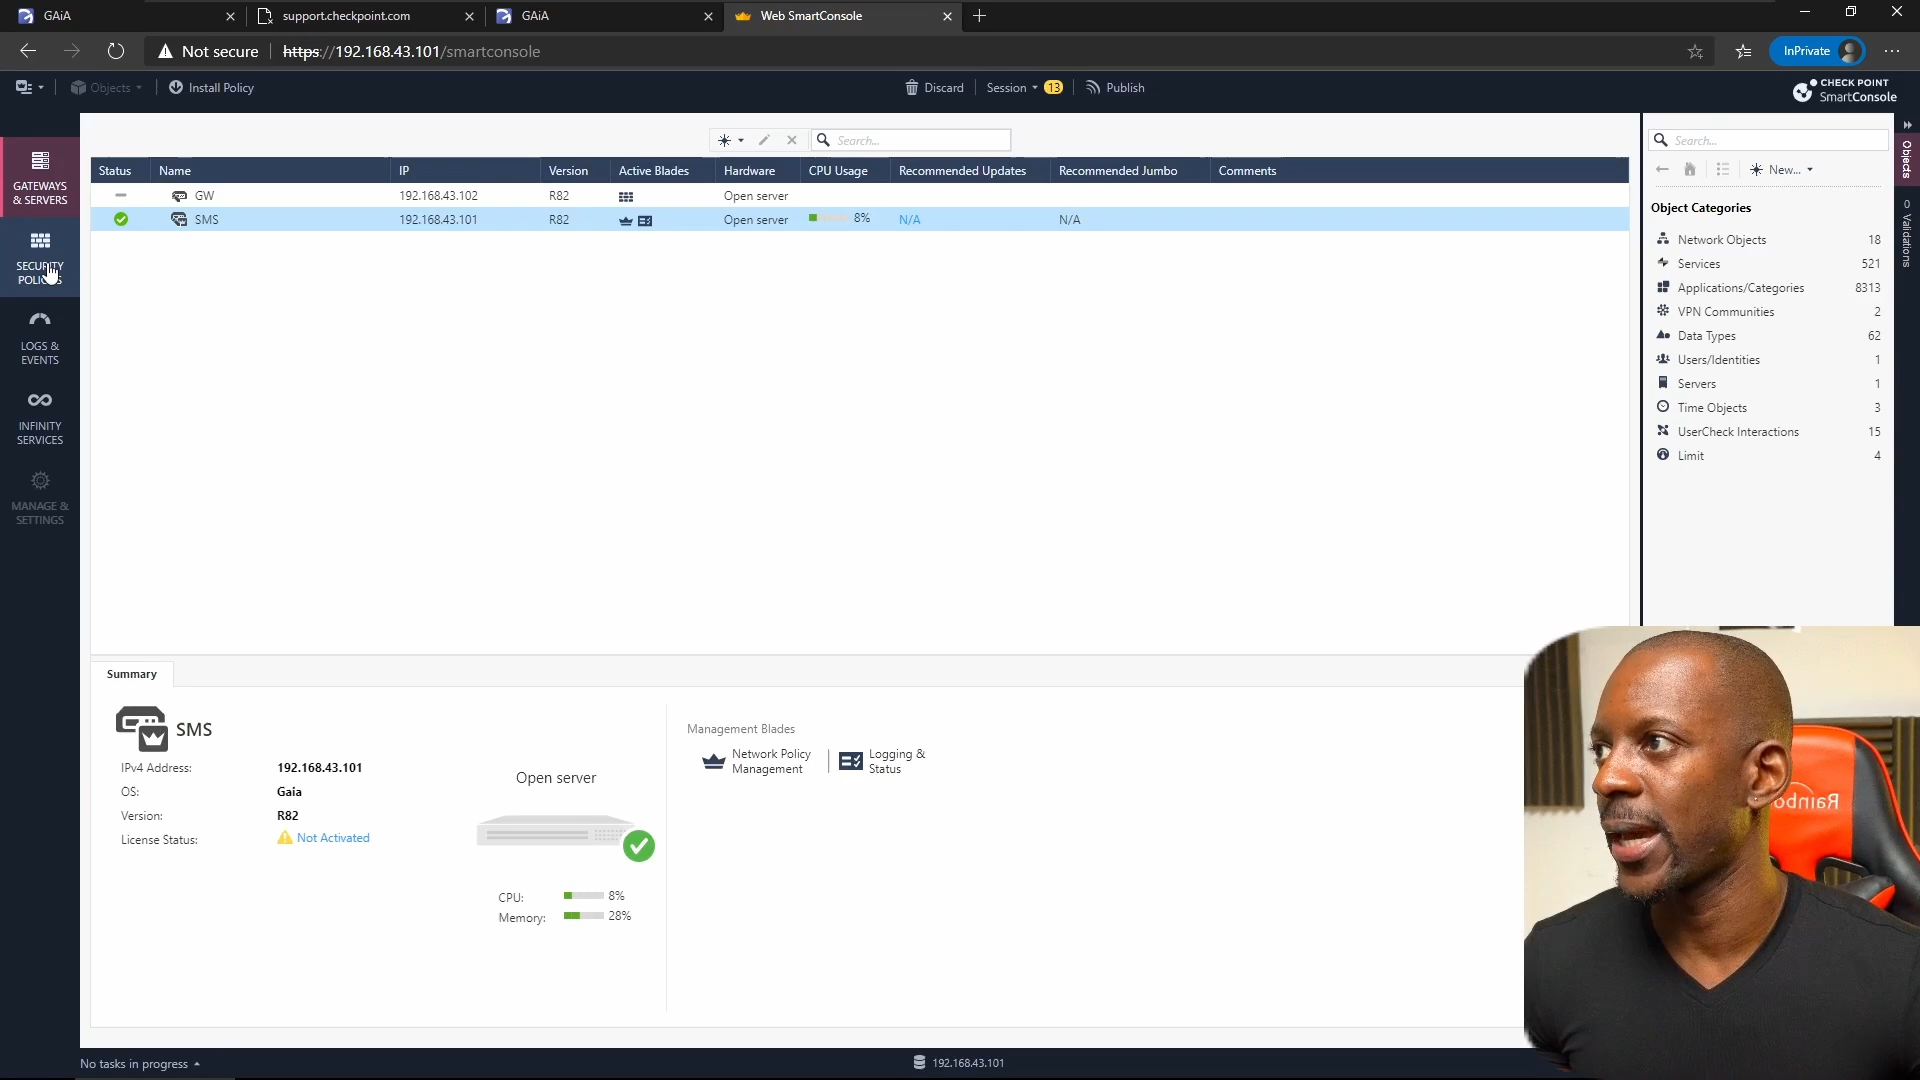 GAiA
support.checkpoint.com
GAiA
Web SmartConsole
Not secure
https://192.168.43.101/smartconsole
InPrivate
Objects
Install Policy
Discard
Session
13
Publish
CHECK POINT
SmartConsole
Search...
Status Name IP Version Active Blades Hardware CPU Usage Recommended Updates Recommended Jumbo Comments
GW 192.168.43.102 R82 Open server
SMS 192.168.43.101 R82 Open server 8% N/A N/A
GATEWAYS
& SERVERS
SECURITY
POLICIES
LOGS &
EVENTS
INFINITY
SERVICES
MANAGE &
SETTINGS
Search...
New...
Object Categories
Network Objects 18
Services 521
Applications/Categories 8313
VPN Communities 2
Data Types 62
Users/Identities 1
Servers 1
Time Objects 3
UserCheck Interactions 15
Limit 4
Objects
0 Validations
Summary
SMS
IPv4 Address: 192.168.43.101
OS: Gaia
Version: R82
License Status: Not Activated
Open server
CPU: 8%
Memory: 28%
Management Blades
Network Policy
Management
Logging &
Status
Rainbo
No tasks in progress
192.168.43.101